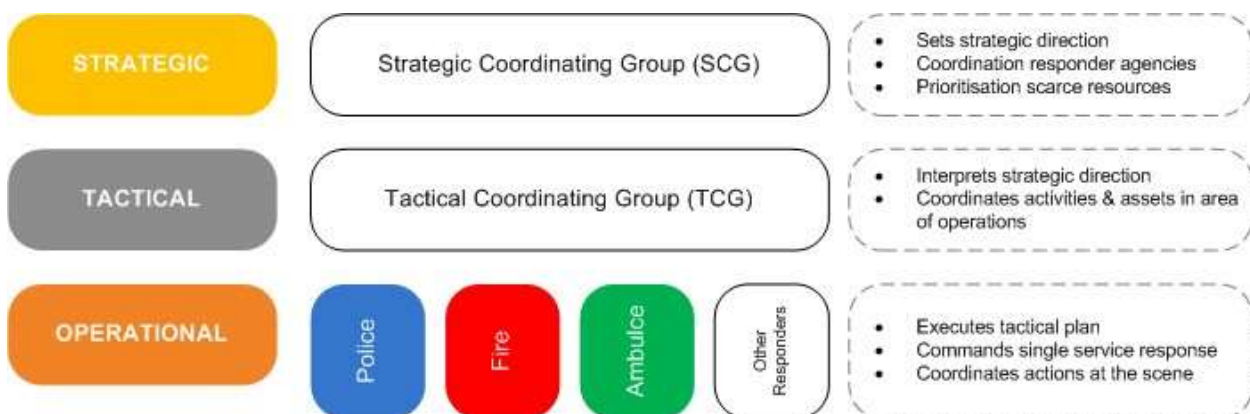 STRATEGIC
Strategic Coordinating Group (SCG)
• Sets strategic direction
• Coordination responder agencies
• Prioritisation scarce resources
TACTICAL
Tactical Coordinating Group (TCG)
• Interprets strategic direction
• Coordinates activities & assets in area
of operations
OPERATIONAL
Police
Fire
Ambulce
Other
Responders
• Executes tactical plan
• Commands single service response
• Coordinates actions at the scene